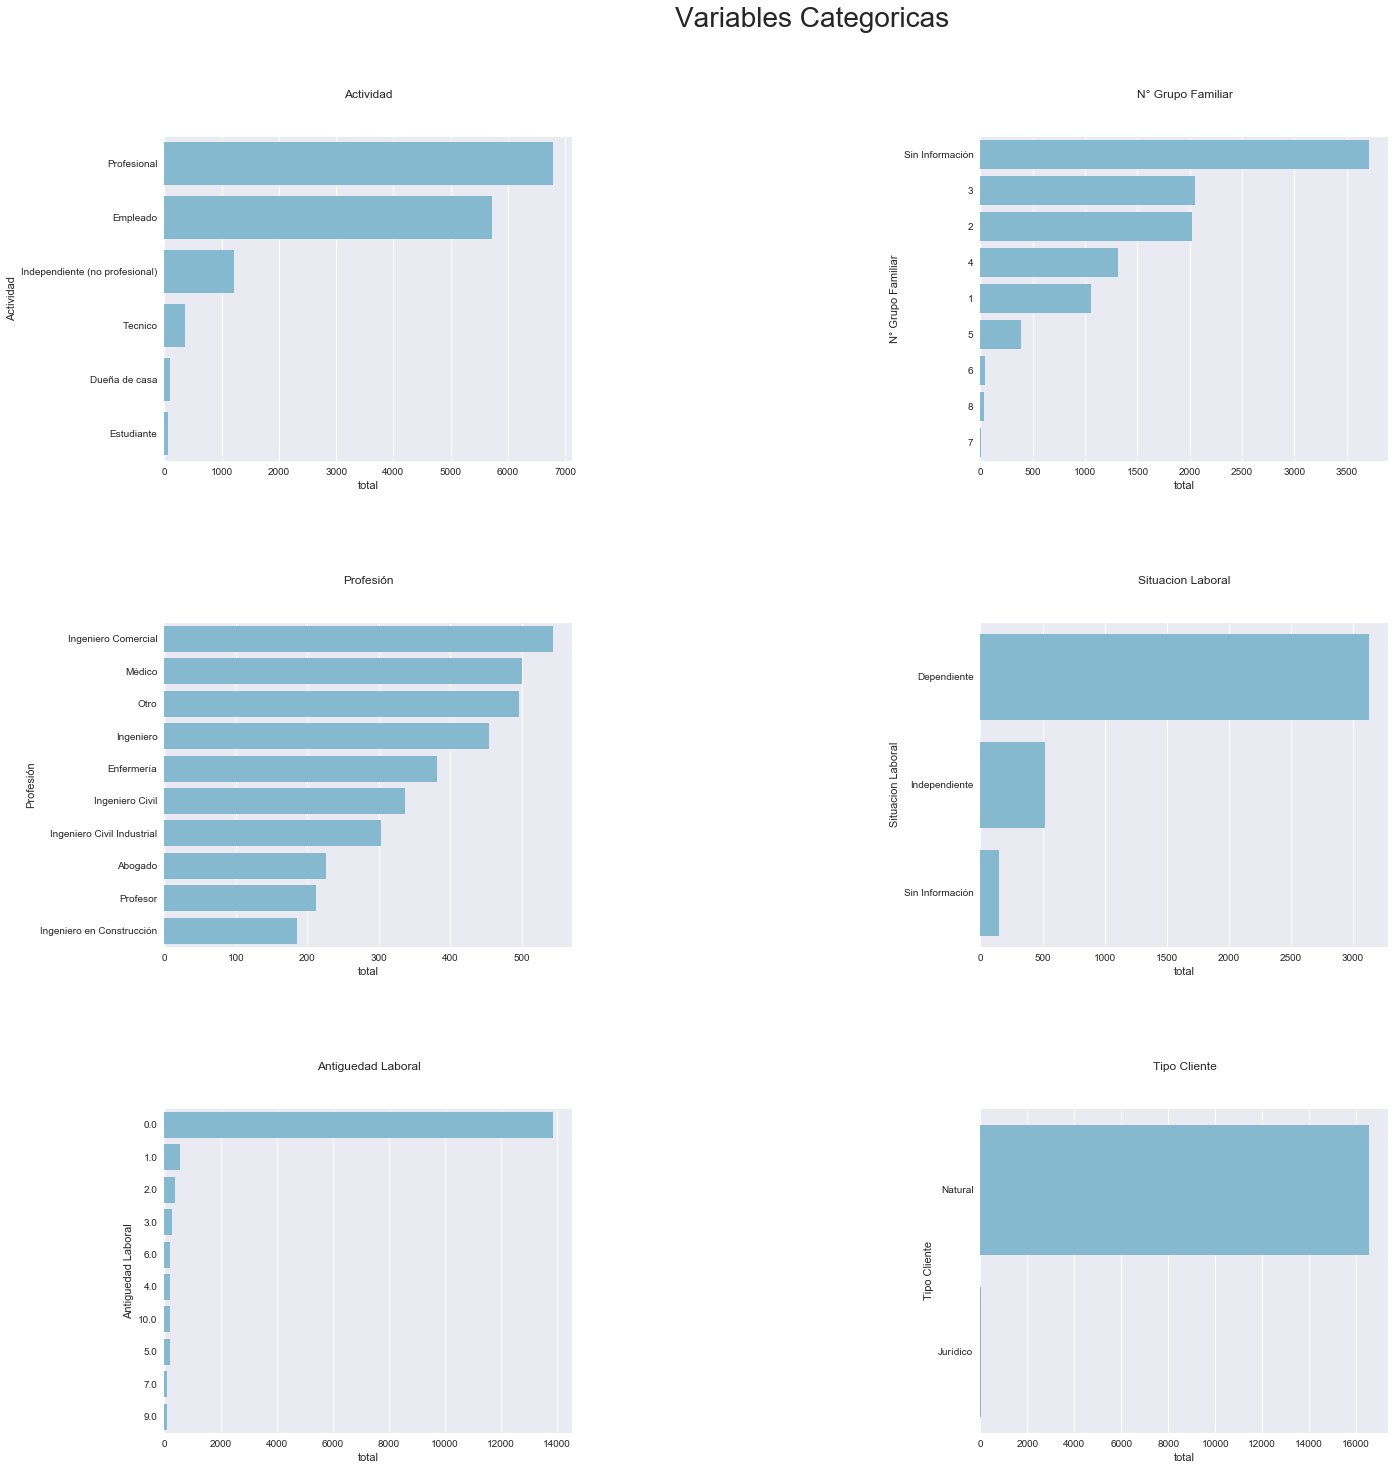 Variables Categoricas
Actividad
Actividad
Profesional
Empleado
Independiente (no profesional)
Tecnico
Dueña de casa
Estudiante
0 1000 2000 3000 4000 5000 6000 7000
total
N° Grupo Familiar
N° Grupo Familiar
Sin Información
3
2
4
1
5
6
8
7
0 500 1000 1500 2000 2500 3000 3500
total
Profesión
Profesión
Ingeniero Comercial
Médico
Otro
Ingeniero
Enfermería
Ingeniero Civil
Ingeniero Civil Industrial
Abogado
Profesor
Ingeniero en Construcción
0 100 200 300 400 500
total
Situacion Laboral
Situacion Laboral
Dependiente
Independiente
Sin Información
0 500 1000 1500 2000 2500 3000
total
Antiguedad Laboral
Antiguedad Laboral
0.0
1.0
2.0
3.0
6.0
4.0
10.0
5.0
7.0
9.0
0 2000 4000 6000 8000 10000 12000 14000
total
Tipo Cliente
Tipo Cliente
Natural
Jurídico
0 2000 4000 6000 8000 10000 12000 14000 16000
total